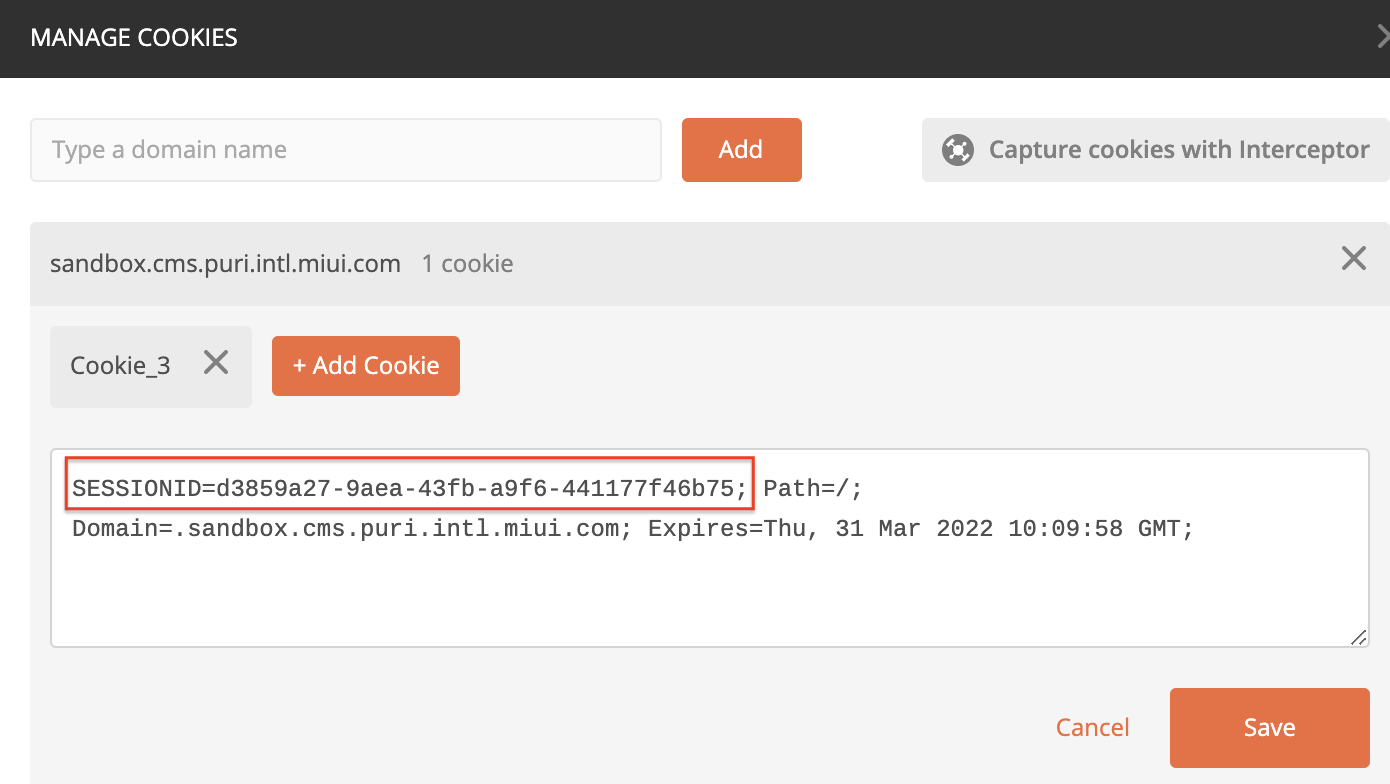 MANAGE COOKIES
Type a domain name
Add
Capture cookies with Interceptor
sandbox.cms.puri.intl.miui.com 1 cookie
Cookie_3
+ Add Cookie
SESSIONID=d3859a27-9aea-43fb-a9f6-441177f46b75; Path=/;
Domain=.sandbox.cms.puri.intl.miui.com; Expires=Thu, 31 Mar 2022 10:09:58 GMT;
Cancel
Save